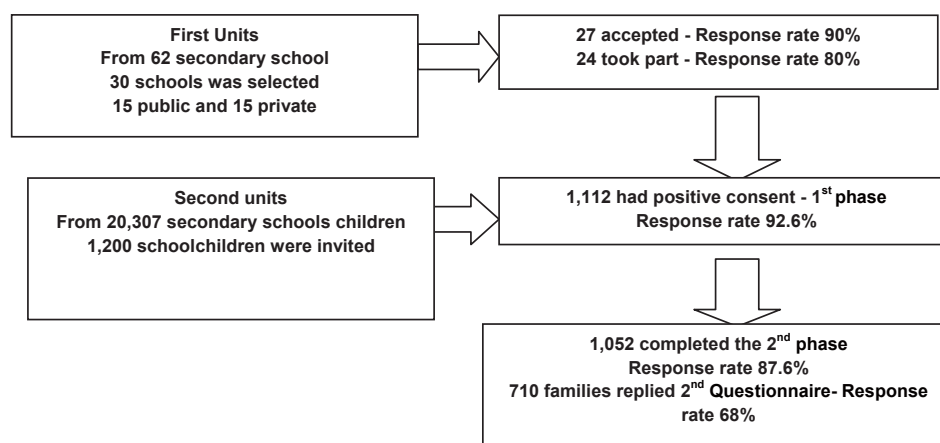 First Units
From 62 secondary school
30 schools was selected
15 public and 15 private
27 accepted - Response rate 90%
24 took part - Response rate 80%
Second units
From 20,307 secondary schools children
1,200 schoolchildren were invited
1,112 had positive consent - 1st phase
Response rate 92.6%
1,052 completed the 2nd phase
Response rate 87.6%
710 families replied 2nd Questionnaire- Response
rate 68%